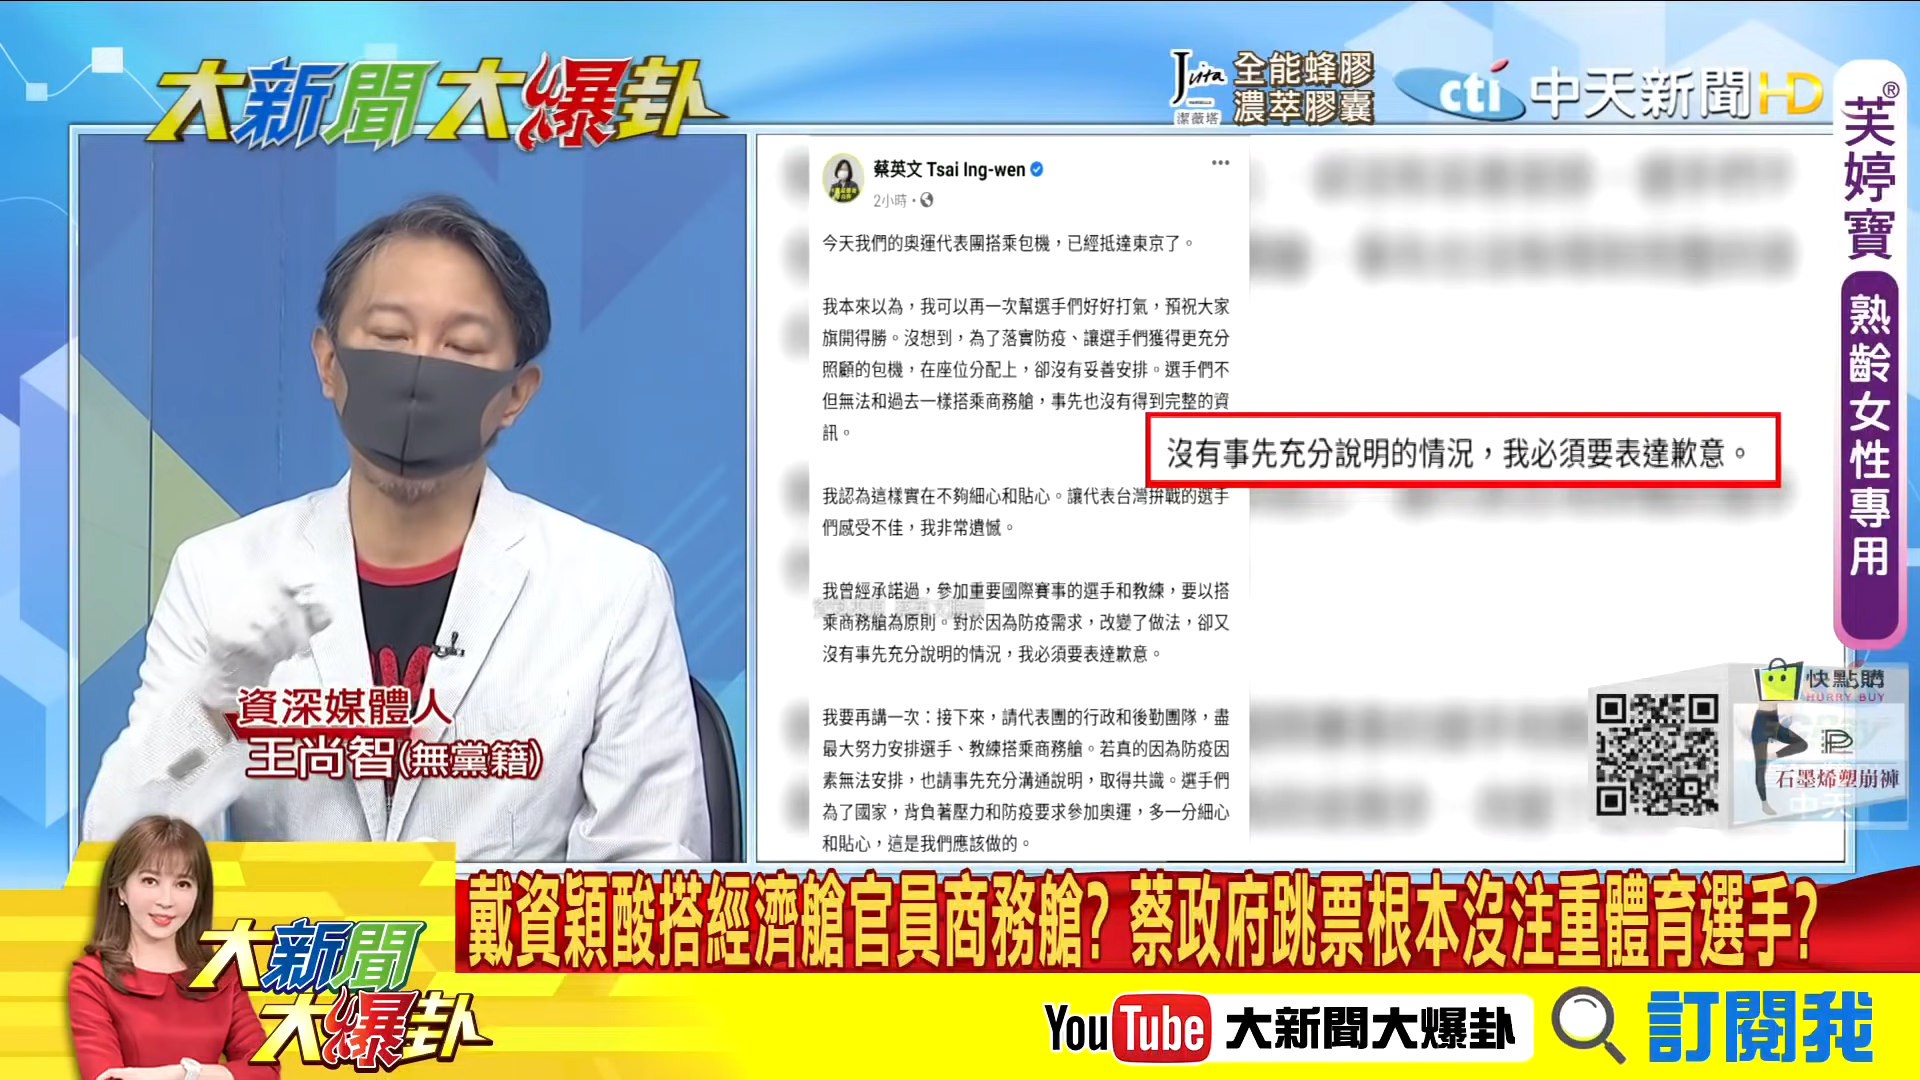 大新聞大爆卦
Jvita
潔薇塔
全能蜂膠
濃萃膠囊
cti 中天新聞HD
芙婷寶®
熟齡女性專用
蔡英文 Tsai Ing-wen
2小時
今天我們的奧運代表團搭乘包機，已經抵達東京了。
我本來以為，我可以再一次幫選手們好好打氣，預祝大家
旗開得勝。沒想到，為了落實防疫、讓選手們獲得更充分
照顧的包機，在座位分配上，卻沒有妥善安排。選手們不
但無法和過去一樣搭乘商務艙，事先也沒有得到完整的資
訊。
沒有事先充分說明的情況，我必須要表達歉意。
我認為這樣實在不夠細心和貼心。讓代表台灣拚戰的選手
們感受不佳，我非常遺憾。
我曾經承諾過，參加重要國際賽事的選手和教練，要以搭
乘商務艙為原則。對於因為防疫需求，改變了做法，卻又
沒有事先充分說明的情況，我必須要表達歉意。
我要再講一次：接下來，請代表團的行政和後勤團隊，盡
最大努力安排選手、教練搭乘商務艙。若真的因為防疫因
素無法安排，也請事先充分溝通說明，取得共識。選手們
為了國家，背負著壓力和防疫要求參加奧運，多一分細心
和貼心，這是我們應該做的。
資深媒體人
王尚智(無黨籍)
快點購
HURRY BUY
石墨烯塑崩褲
中天
戴資穎酸搭經濟艙官員商務艙? 蔡政府跳票根本沒注重體育選手?
大新聞
大爆卦
YouTube 大新聞大爆卦
訂閱我